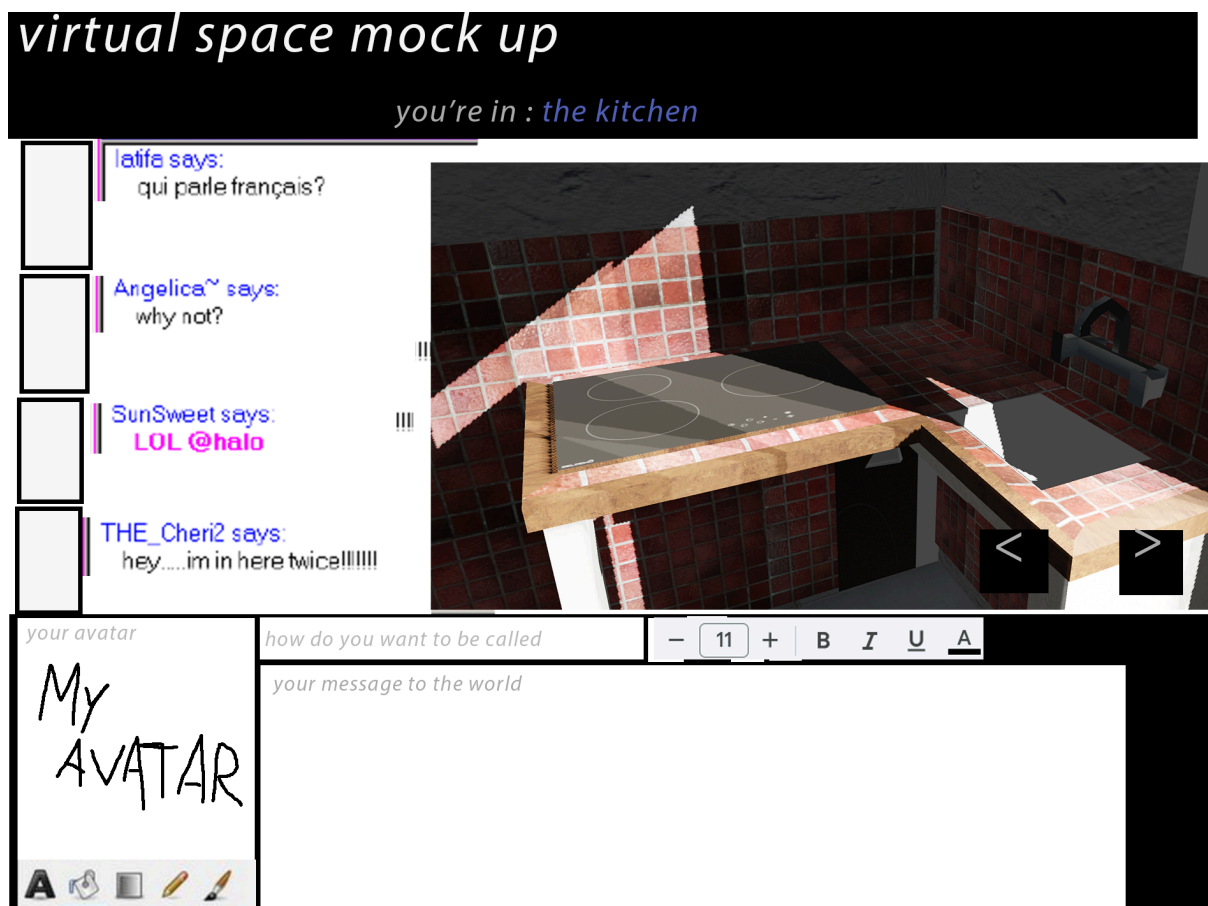 virtual space mock up
you're in : the kitchen
latifa says:
qui parle français?
Angelica~ says:
why not?
!!!
SunSweet says:
!!!!
LOL @halo
THE_Cheri2 says:
hey.....im in here twice!!!!!!!
< >
your avatar
My
AVATAR
how do you want to be called
− 11 + B I U A
your message to the world
A